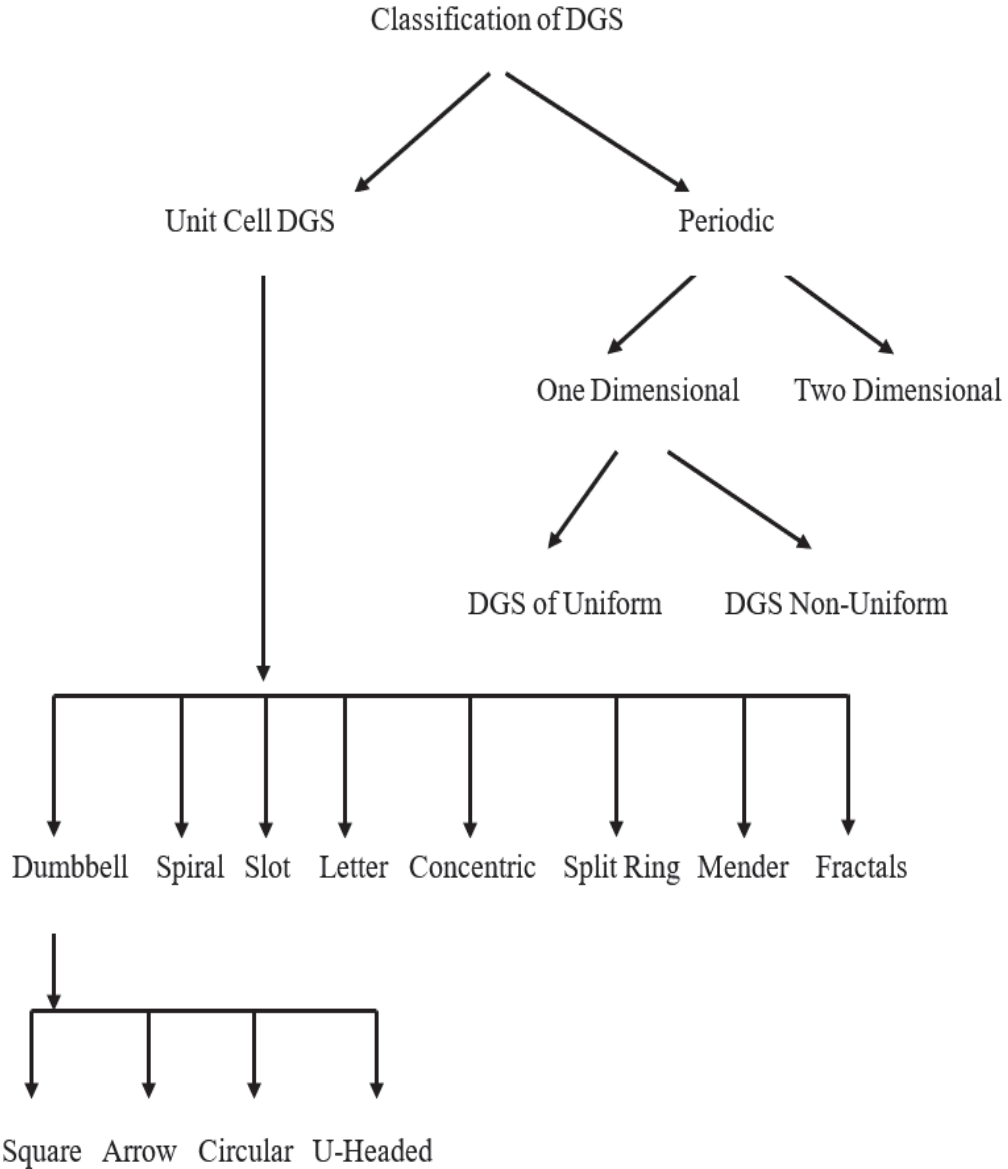 Classification of DGS
Unit Cell DGS
Periodic
One Dimensional
Two Dimensional
DGS of Uniform
DGS Non-Uniform
Dumbbell
Spiral
Slot
Letter
Concentric
Split Ring
Mender
Fractals
Square
Arrow
Circular
U-Headed